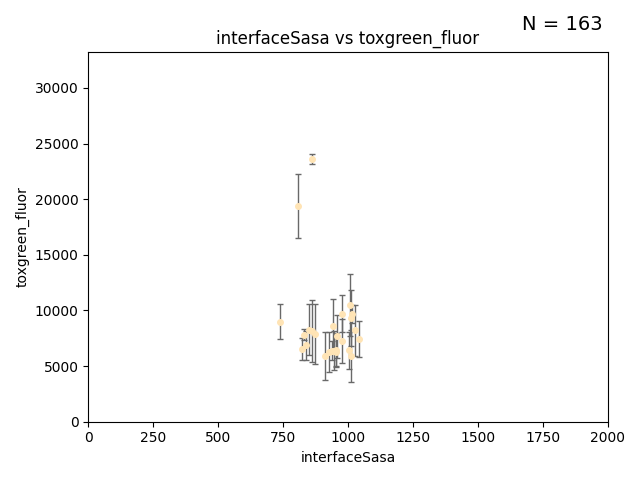 N = 163
interfaceSasa vs toxgreen_fluor
30000
25000
20000
15000
10000
5000
0
toxgreen_fluor
0 250 500 750 1000 1250 1500 1750 2000
interfaceSasa